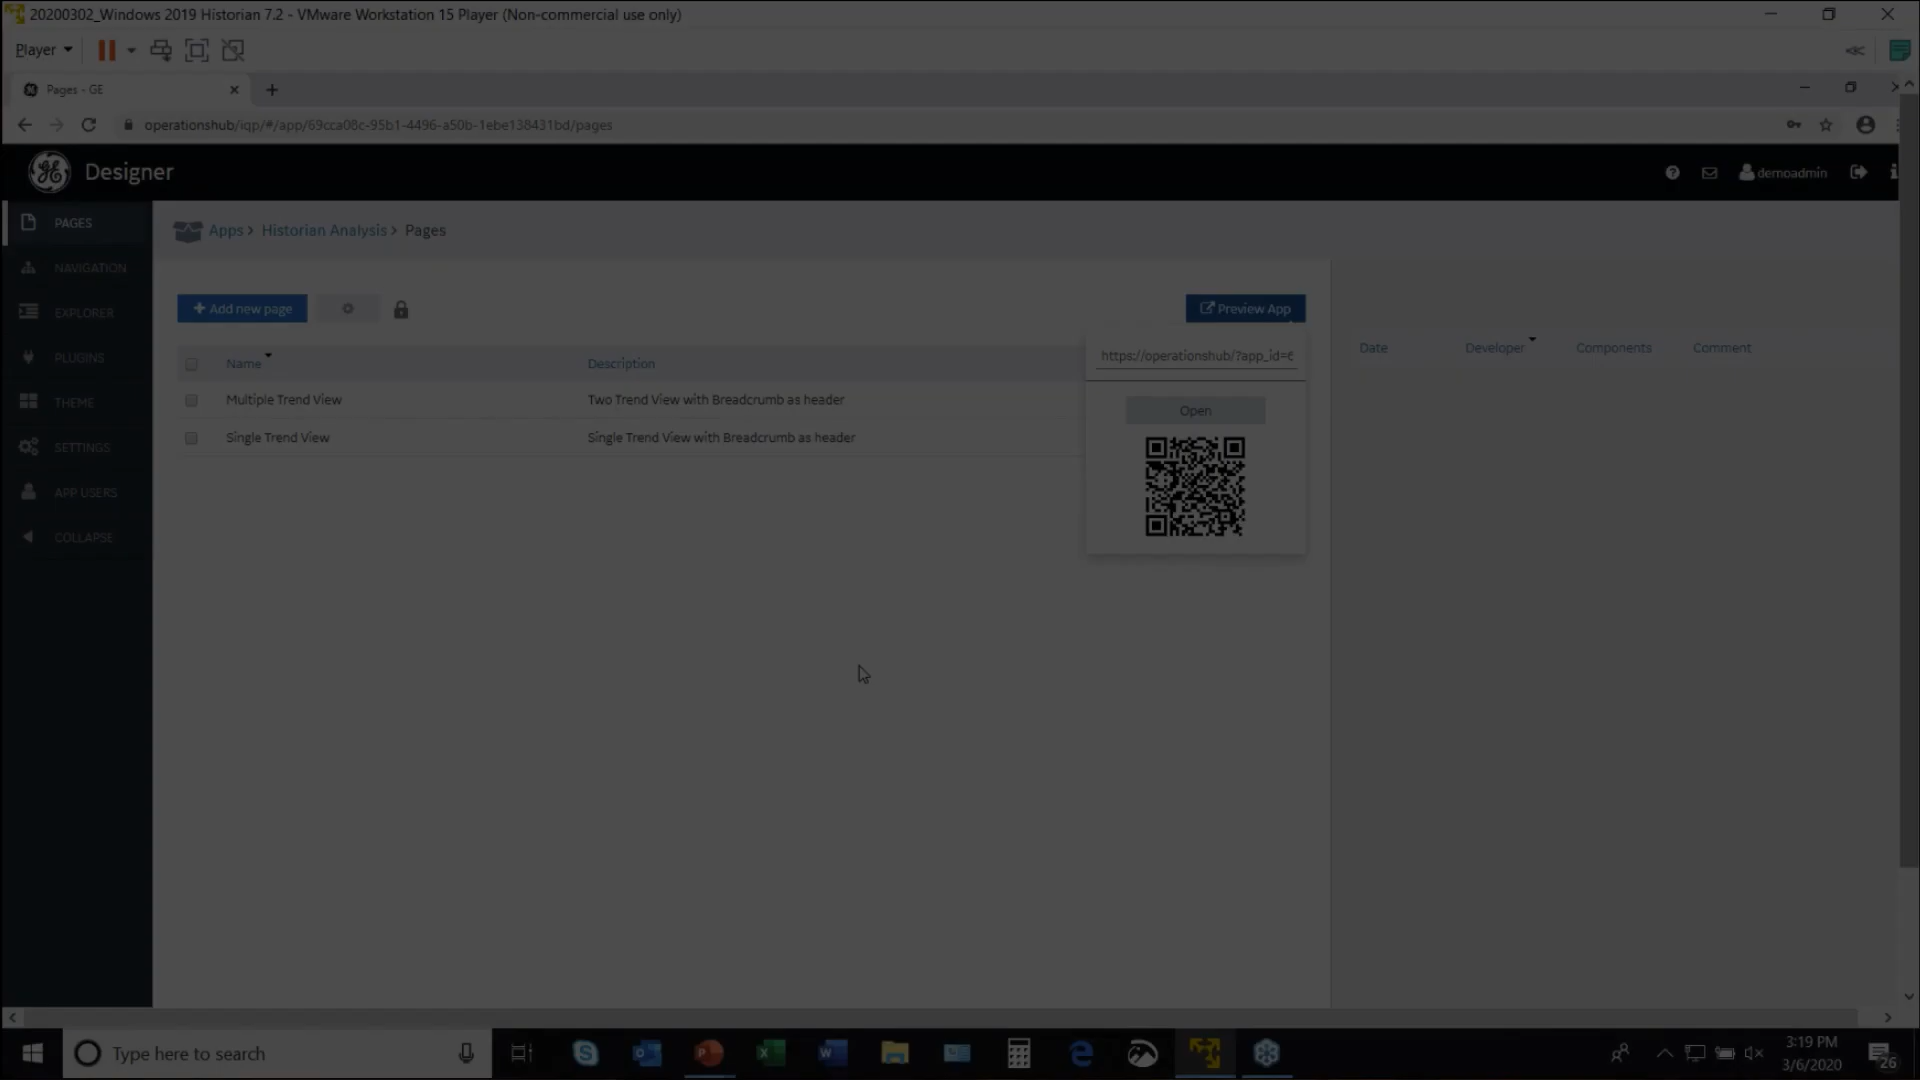 20200302_Windows 2019 Historian 7.2 - VMware Workstation 15 Player (Non-commercial use only)
Player
Pages - GE
operationshub/iqp/#/app/69cca08c-95b1-4496-a50b-1ebe138431bd/pages
Designer
demoadmin
PAGES
NAVIGATION
EXPLORER
PLUGINS
THEME
SETTINGS
APP USERS
COLLAPSE
Apps > Historian Analysis > Pages
Add new page
Preview App
Name Description
Multiple Trend View Two Trend View with Breadcrumb as header
Single Trend View Single Trend View with Breadcrumb as header
https://operationshub/?app_id=6
Open
Date Developer Components Comment
Type here to search
3:19 PM
3/6/2020
26